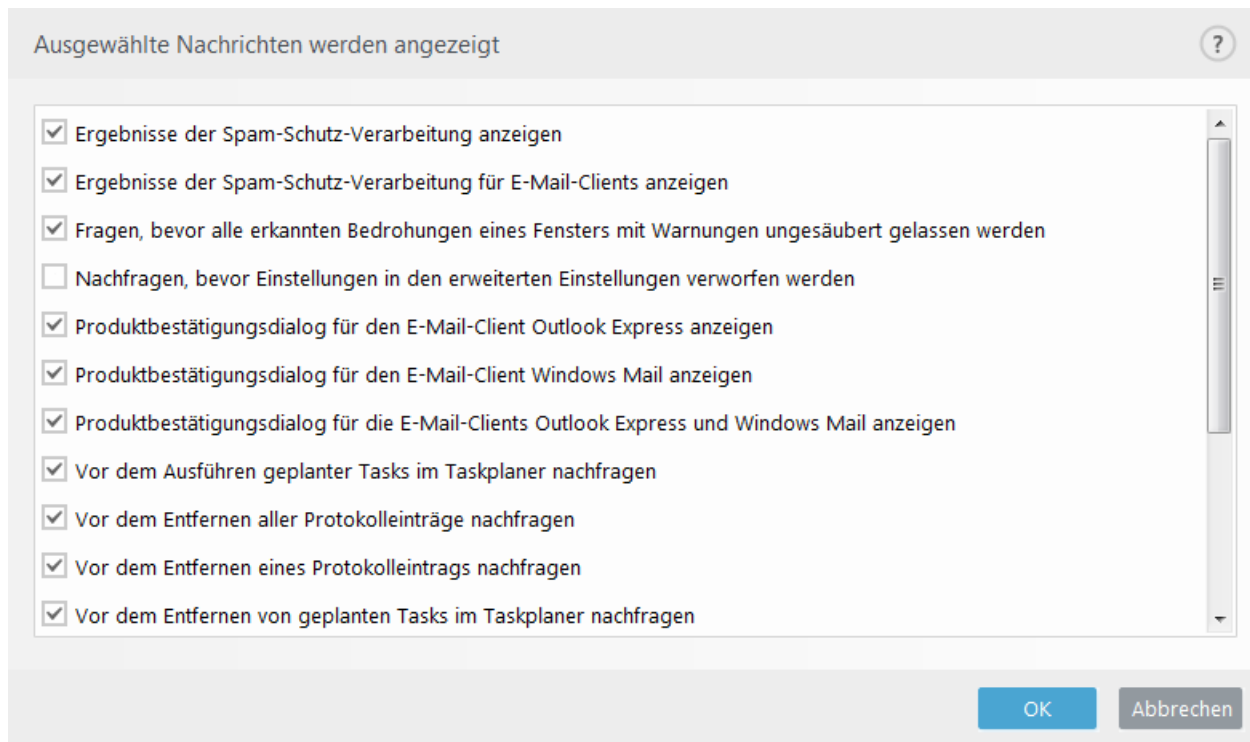 Ausgewählte Nachrichten werden angezeigt
?
Ergebnisse der Spam-Schutz-Verarbeitung anzeigen
Ergebnisse der Spam-Schutz-Verarbeitung für E-Mail-Clients anzeigen
Fragen, bevor alle erkannten Bedrohungen eines Fensters mit Warnungen ungesäubert gelassen werden
Nachfragen, bevor Einstellungen in den erweiterten Einstellungen verworfen werden
Produktbestätigungsdialog für den E-Mail-Client Outlook Express anzeigen
Produktbestätigungsdialog für den E-Mail-Client Windows Mail anzeigen
Produktbestätigungsdialog für die E-Mail-Clients Outlook Express und Windows Mail anzeigen
Vor dem Ausführen geplanter Tasks im Taskplaner nachfragen
Vor dem Entfernen aller Protokolleinträge nachfragen
Vor dem Entfernen eines Protokolleintrags nachfragen
Vor dem Entfernen von geplanten Tasks im Taskplaner nachfragen
OK
Abbrechen